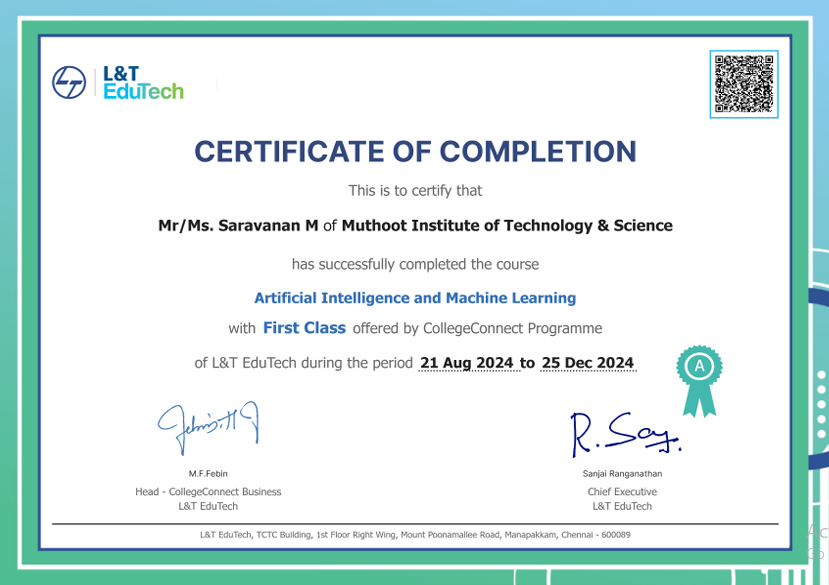 L&T
EduTech
CERTIFICATE OF COMPLETION
This is to certify that
Mr/Ms. Saravanan M of Muthoot Institute of Technology & Science
has successfully completed the course
Artificial Intelligence and Machine Learning
with First Class offered by CollegeConnect Programme
of L&T EduTech during the period 21 Aug 2024 to 25 Dec 2024
A
R. Say.
M.F.Febin
Sanjai Ranganathan
Head - CollegeConnect Business
Chief Executive
L&T EduTech
L&T EduTech
L&T EduTech, TCTC Building, 1st Floor Right Wing, Mount Poonamallee Road, Manapakkam, Chennai - 600089